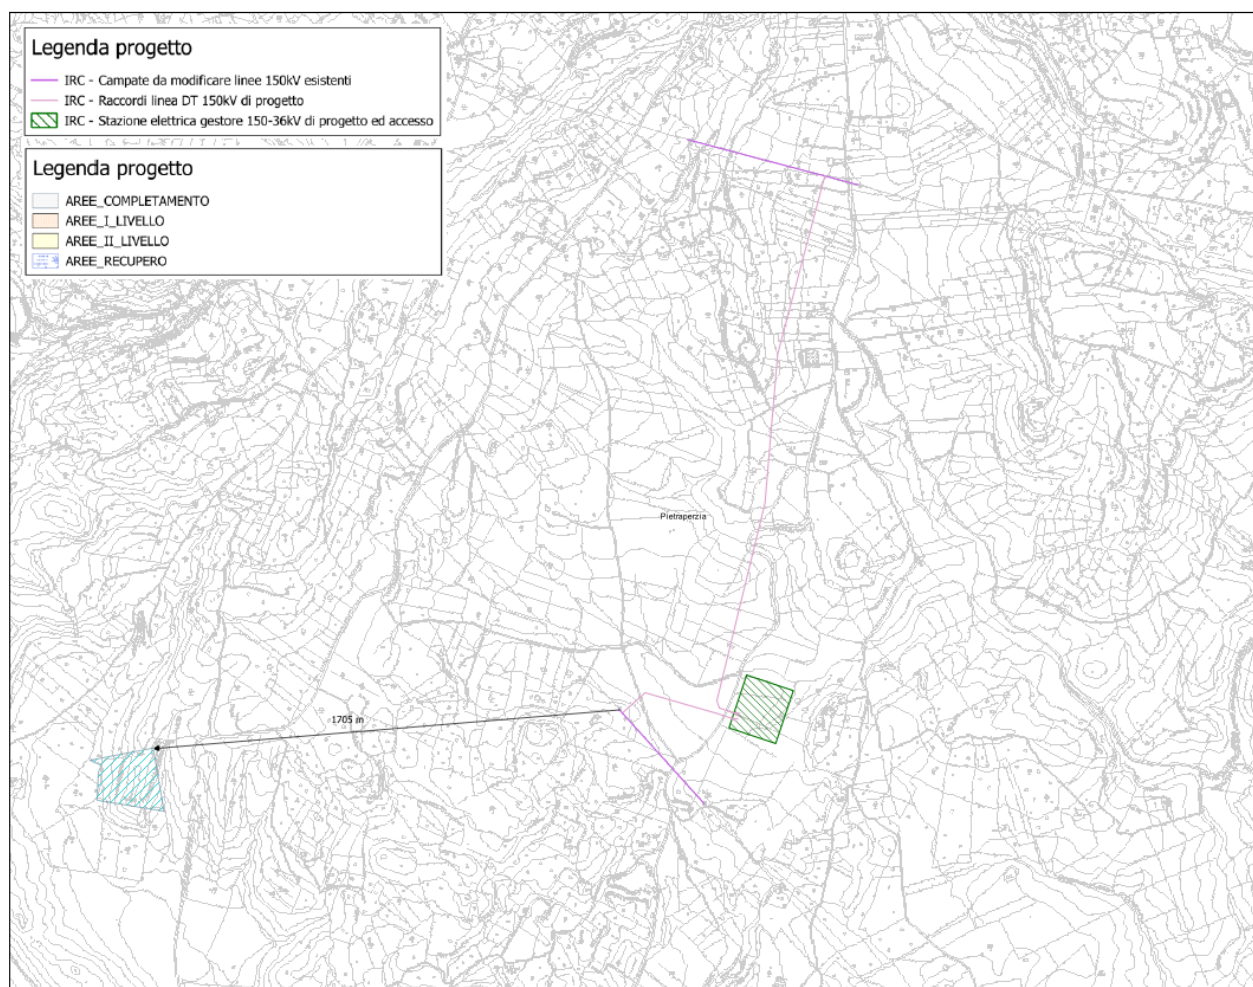 Legenda progetto
IRC - Campate da modificare linee 150kV esistenti
IRC - Raccordi linea DT 150kV di progetto
IRC - Stazione elettrica gestore 150-36kV di progetto ed accesso
Legenda progetto
AREE_COMPLETAMENTO
AREE_I_LIVELLO
AREE_II_LIVELLO
AREE_RECUPERO
Pietraperzia
1705 m